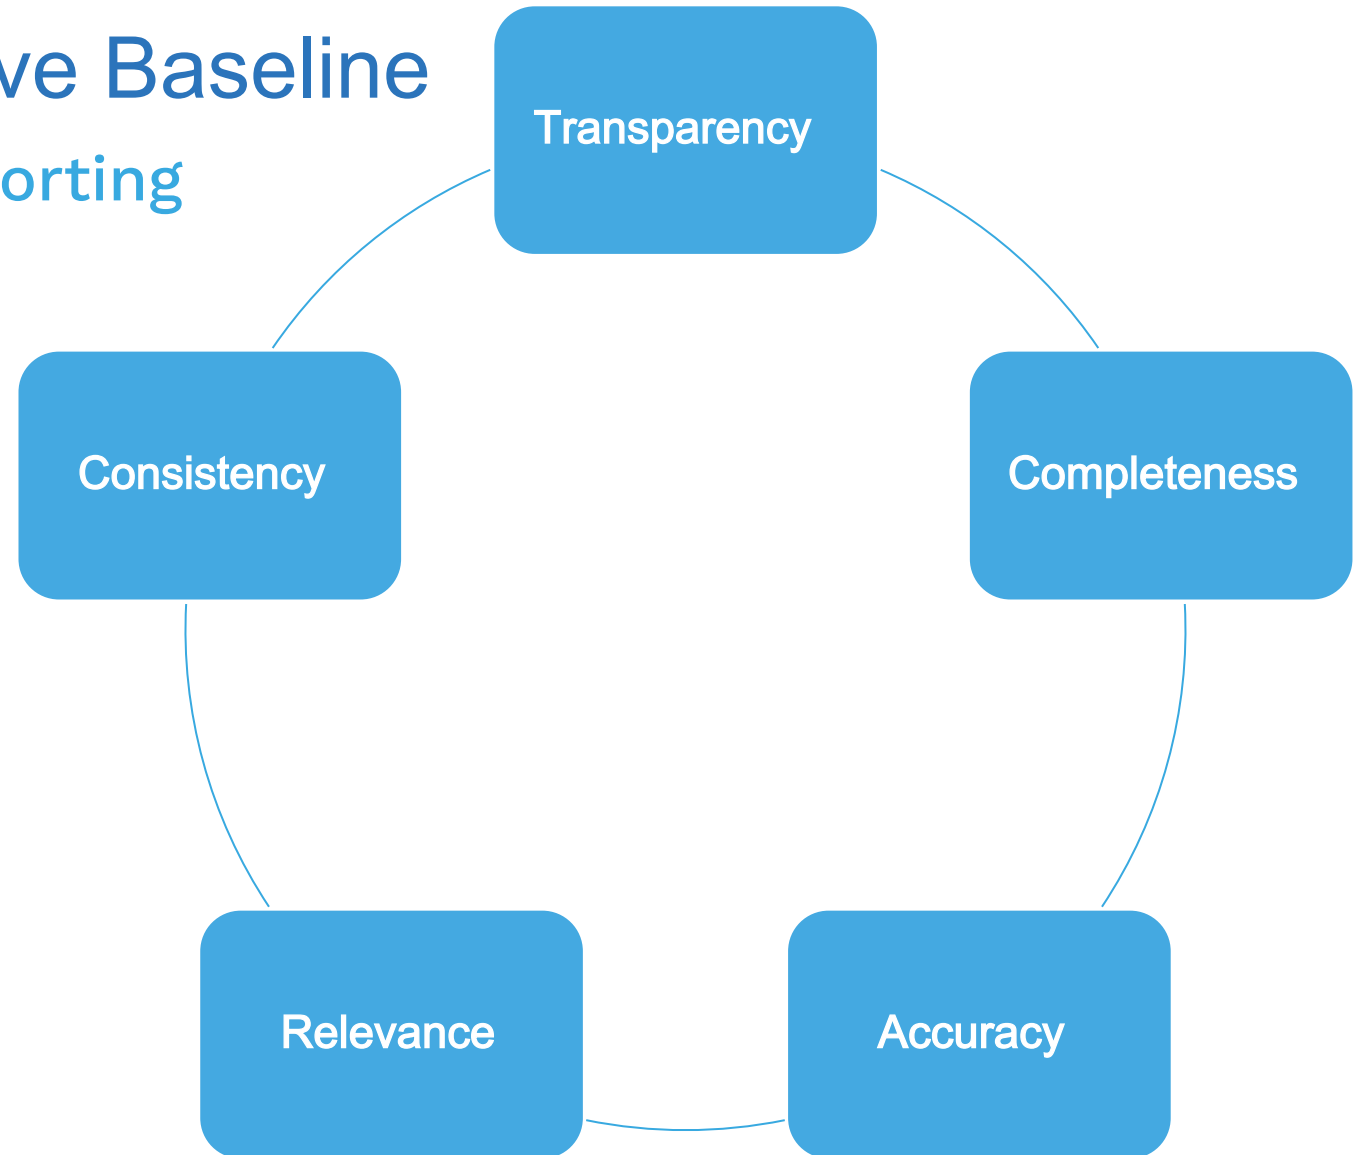 ve Baseline
orting
Transparency
Completeness
Accuracy
Relevance
Consistency